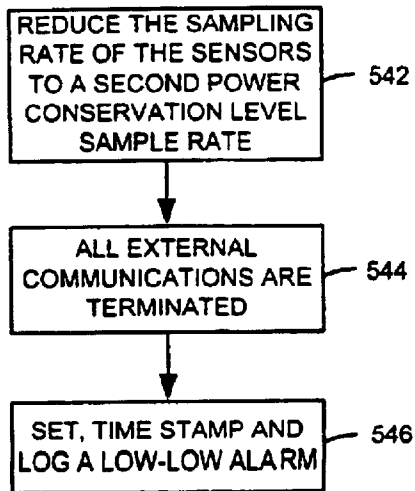 REDUCE THE SAMPLING
RATE OF THE SENSORS
TO A SECOND POWER
CONSERVATION LEVEL
SAMPLE RATE
542
ALL EXTERNAL
COMMUNICATIONS ARE
TERMINATED
544
SET, TIME STAMP AND
LOG A LOW-LOW ALARM
546